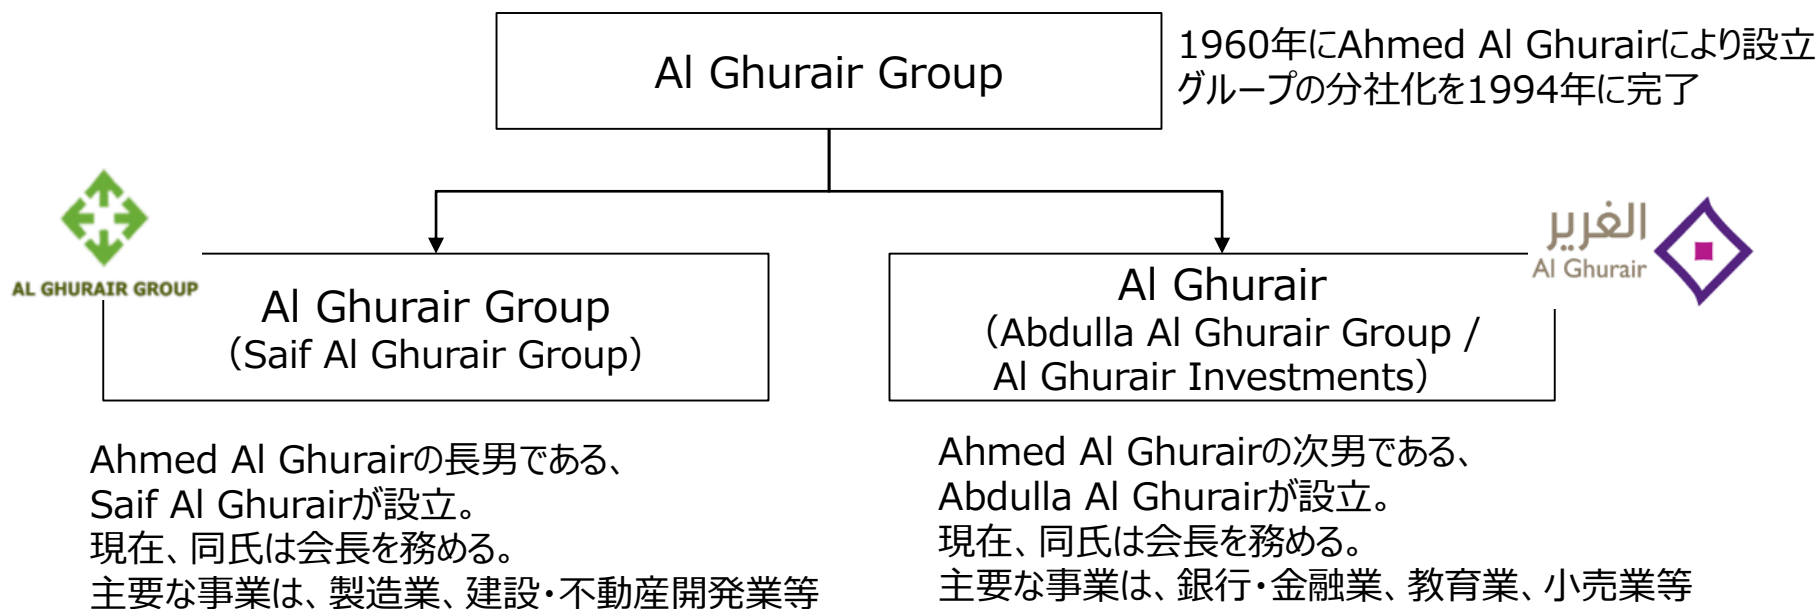 Al Ghurair Group
1960年にAhmed Al Ghurairにより設立
グループの分社化を1994年に完了
AL GHURAIR GROUP
Al Ghurair Group
（Saif Al Ghurair Group）
Ahmed Al Ghurairの長男である、
Saif Al Ghurairが設立。
現在、同氏は会長を務める。
主要な事業は、製造業、建設・不動産開発業等
الغرير
Al Ghurair
Al Ghurair
（Abdulla Al Ghurair Group /
Al Ghurair Investments）
Ahmed Al Ghurairの次男である、
Abdulla Al Ghurairが設立。
現在、同氏は会長を務める。
主要な事業は、銀行・金融業、教育業、小売業等